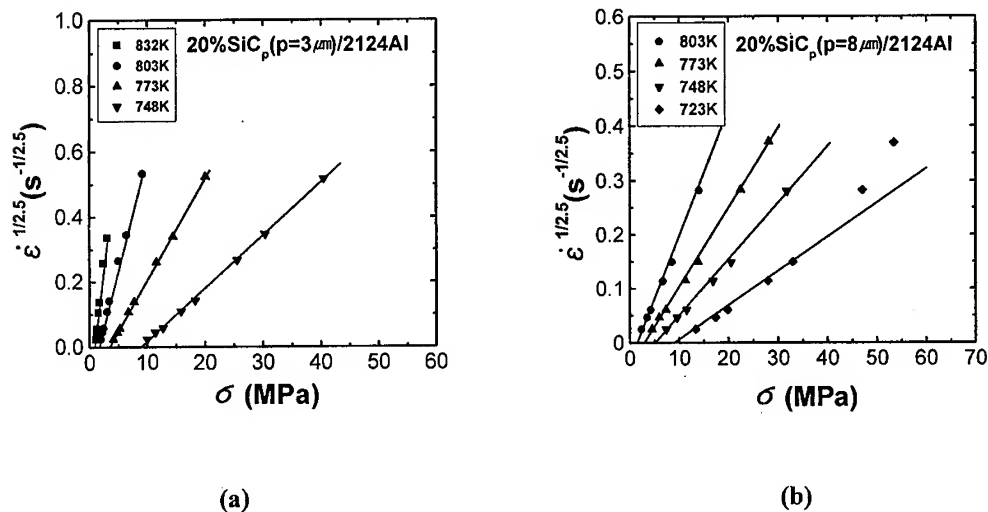 1.0
0.8
0.6
0.4
0.2
0.0
832K
803K
773K
748K
20%SiCp(p=3㎛)/2124Al
ε̇ 1/2.5(s-1/2.5)
0 10 20 30 40 50
σ (MPa)
(a)
0.6
0.5
0.4
0.3
0.2
0.1
0.0
803K
773K
748K
723K
20%SiCp(p=8㎛)/2124Al
ε̇ 1/2.5(s-1/2.5)
0 10 20 30 40 50 60 70
σ (MPa)
(b)